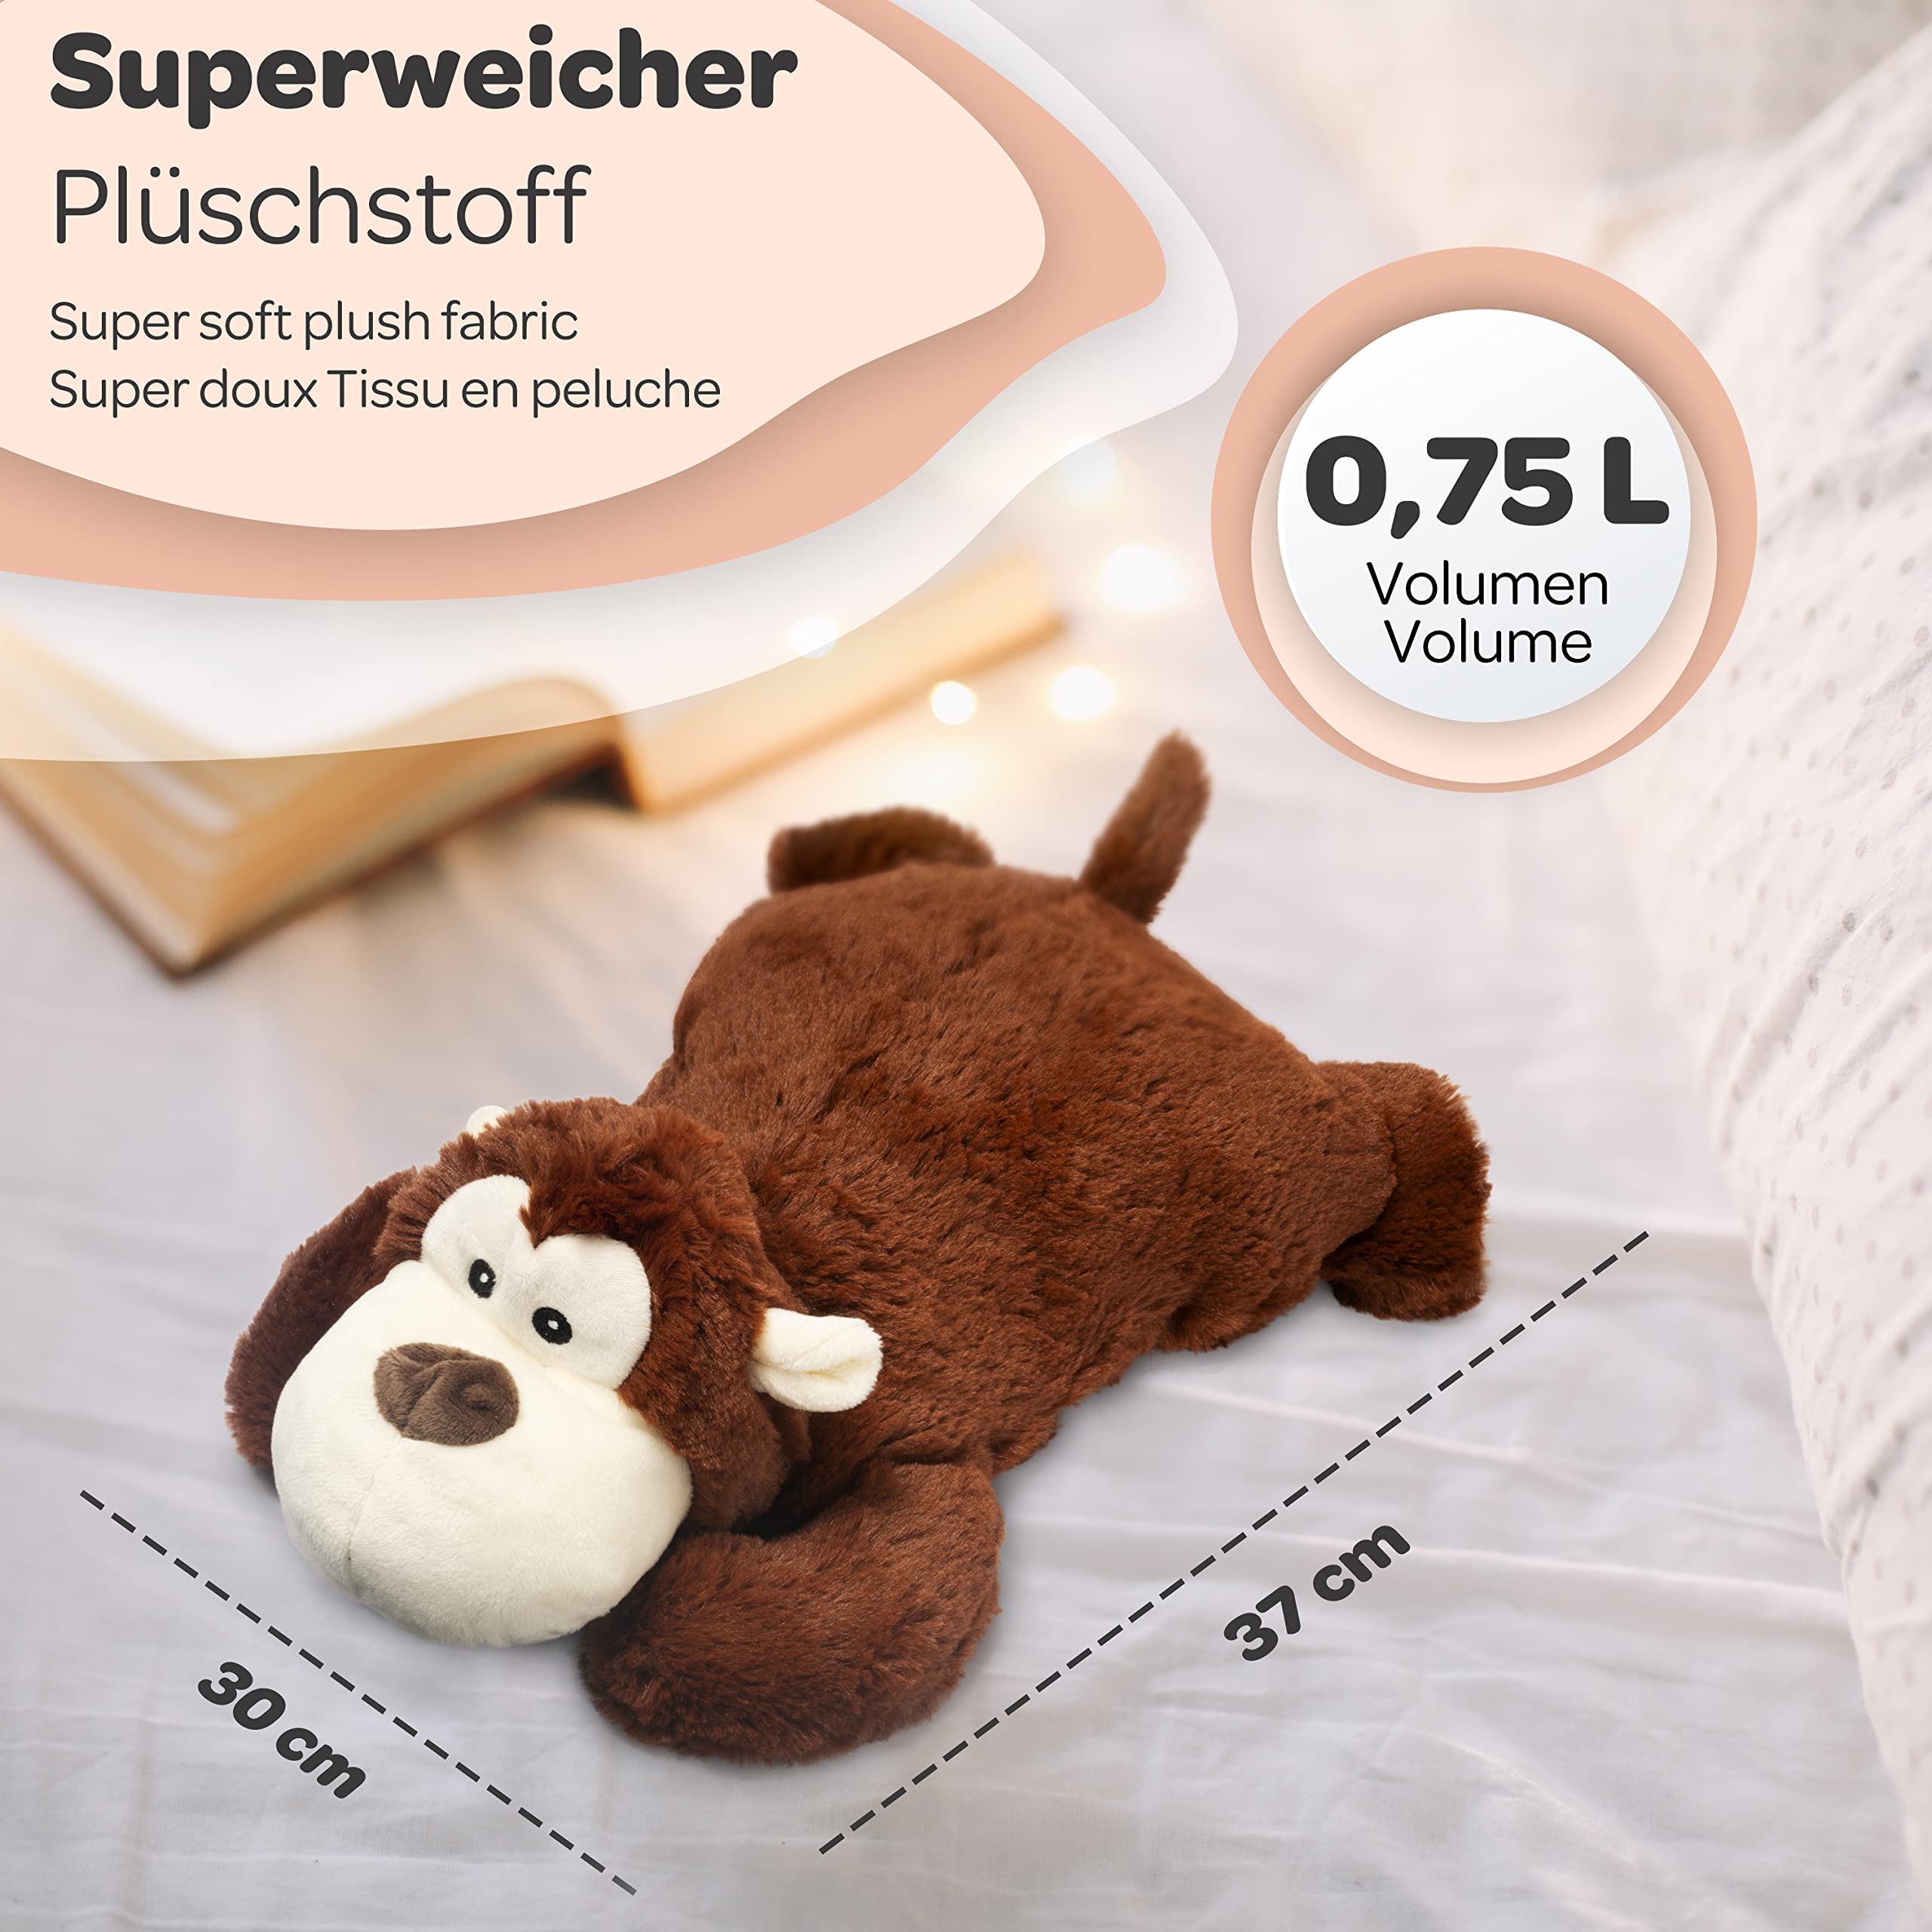 Superweicher
Plüschstoff
Super soft plush fabric
Super doux Tissu en peluche
0,75 L
Volumen
Volume
30 cm
37 cm